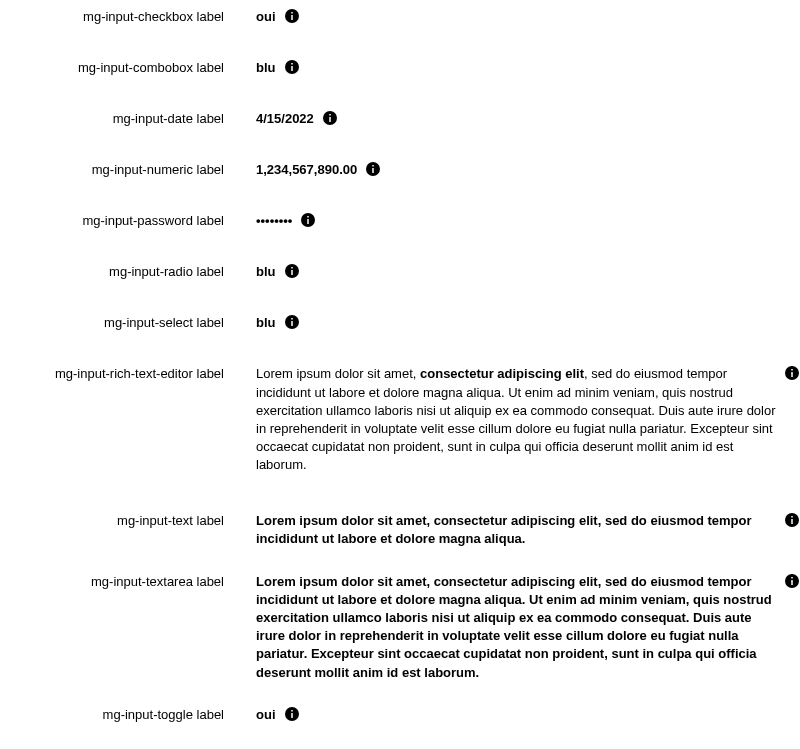 mg-input-checkbox label oui
mg-input-combobox label blu
mg-input-date label 4/15/2022
mg-input-numeric label 1,234,567,890.00
mg-input-password label ••••••••
mg-input-radio label blu
mg-input-select label blu
mg-input-rich-text-editor label Lorem ipsum dolor sit amet, consectetur adipiscing elit, sed do eiusmod tempor
incididunt ut labore et dolore magna aliqua. Ut enim ad minim veniam, quis nostrud
exercitation ullamco laboris nisi ut aliquip ex ea commodo consequat. Duis aute irure dolor
in reprehenderit in voluptate velit esse cillum dolore eu fugiat nulla pariatur. Excepteur sint
occaecat cupidatat non proident, sunt in culpa qui officia deserunt mollit anim id est
laborum.
mg-input-text label Lorem ipsum dolor sit amet, consectetur adipiscing elit, sed do eiusmod tempor
incididunt ut labore et dolore magna aliqua.
mg-input-textarea label Lorem ipsum dolor sit amet, consectetur adipiscing elit, sed do eiusmod tempor
incididunt ut labore et dolore magna aliqua. Ut enim ad minim veniam, quis nostrud
exercitation ullamco laboris nisi ut aliquip ex ea commodo consequat. Duis aute
irure dolor in reprehenderit in voluptate velit esse cillum dolore eu fugiat nulla
pariatur. Excepteur sint occaecat cupidatat non proident, sunt in culpa qui officia
deserunt mollit anim id est laborum.
mg-input-toggle label oui